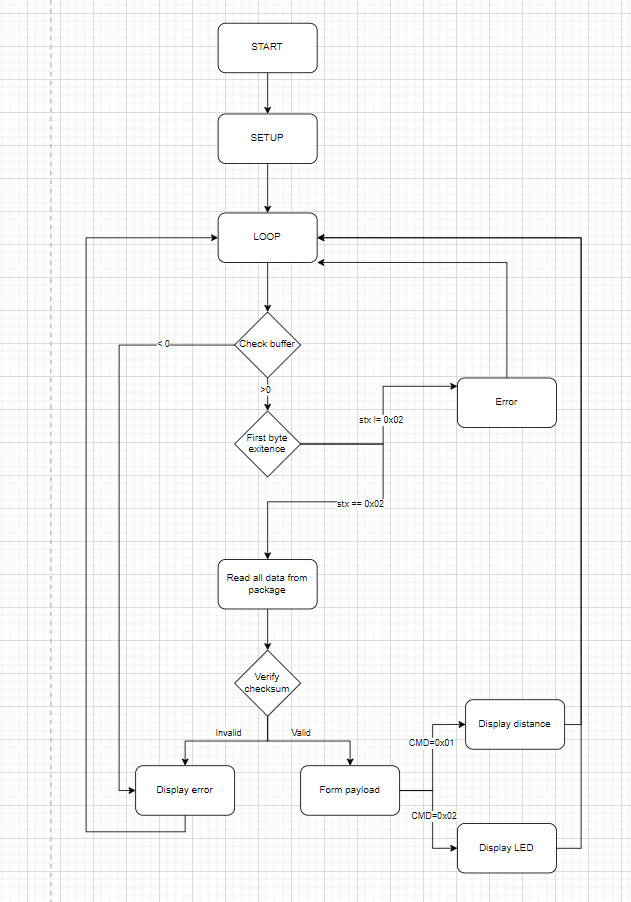 START
SETUP
LOOP
< 0
Check buffer
>0
Error
stx != 0x02
First byte
exitence
stx == 0x02
Read all data from
package
Verify
checksum
Invalid
Valid
Display distance
CMD=0x01
Display error
Form payload
CMD=0x02
Display LED